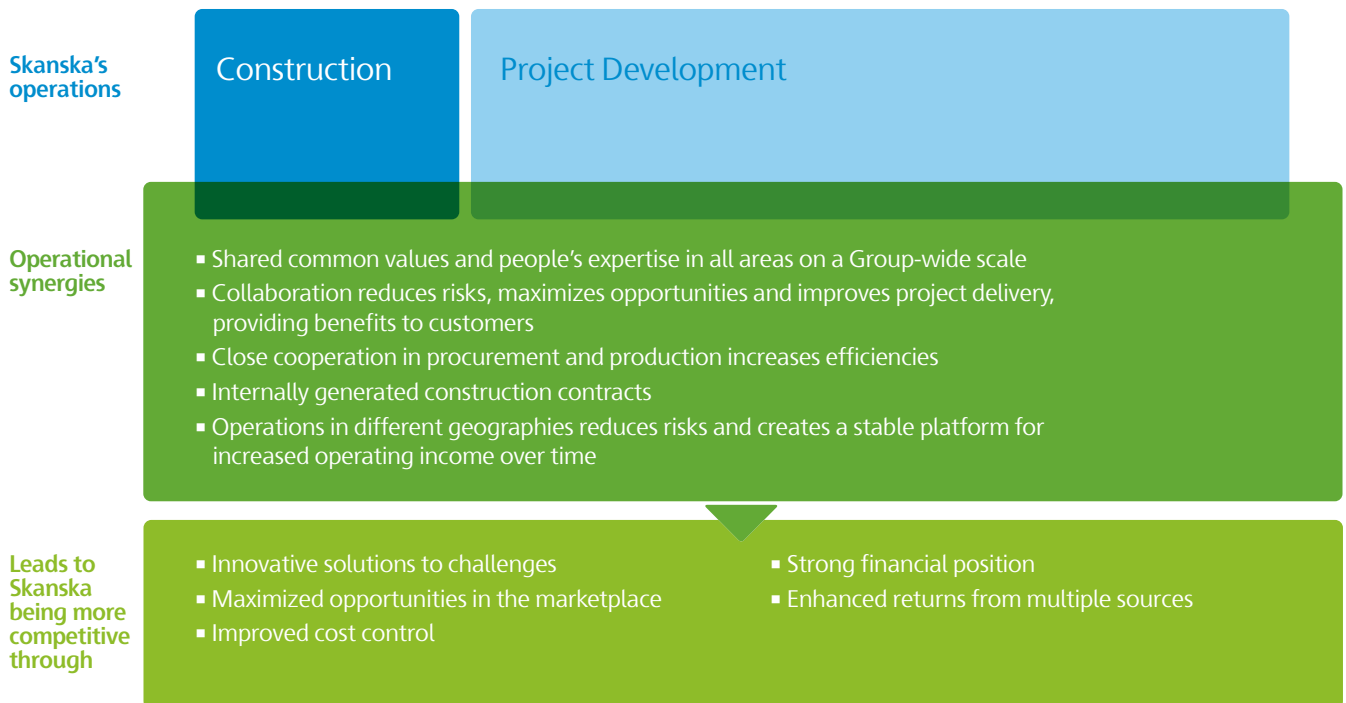 Skanska's
operations
Construction
Project Development
Operational
synergies
▪ Shared common values and people's expertise in all areas on a Group-wide scale
▪ Collaboration reduces risks, maximizes opportunities and improves project delivery,
providing benefits to customers
▪ Close cooperation in procurement and production increases efficiencies
▪ Internally generated construction contracts
▪ Operations in different geographies reduces risks and creates a stable platform for
increased operating income over time
Leads to
Skanska
being more
competitive
through
▪ Innovative solutions to challenges
▪ Maximized opportunities in the marketplace
▪ Improved cost control
▪ Strong financial position
▪ Enhanced returns from multiple sources